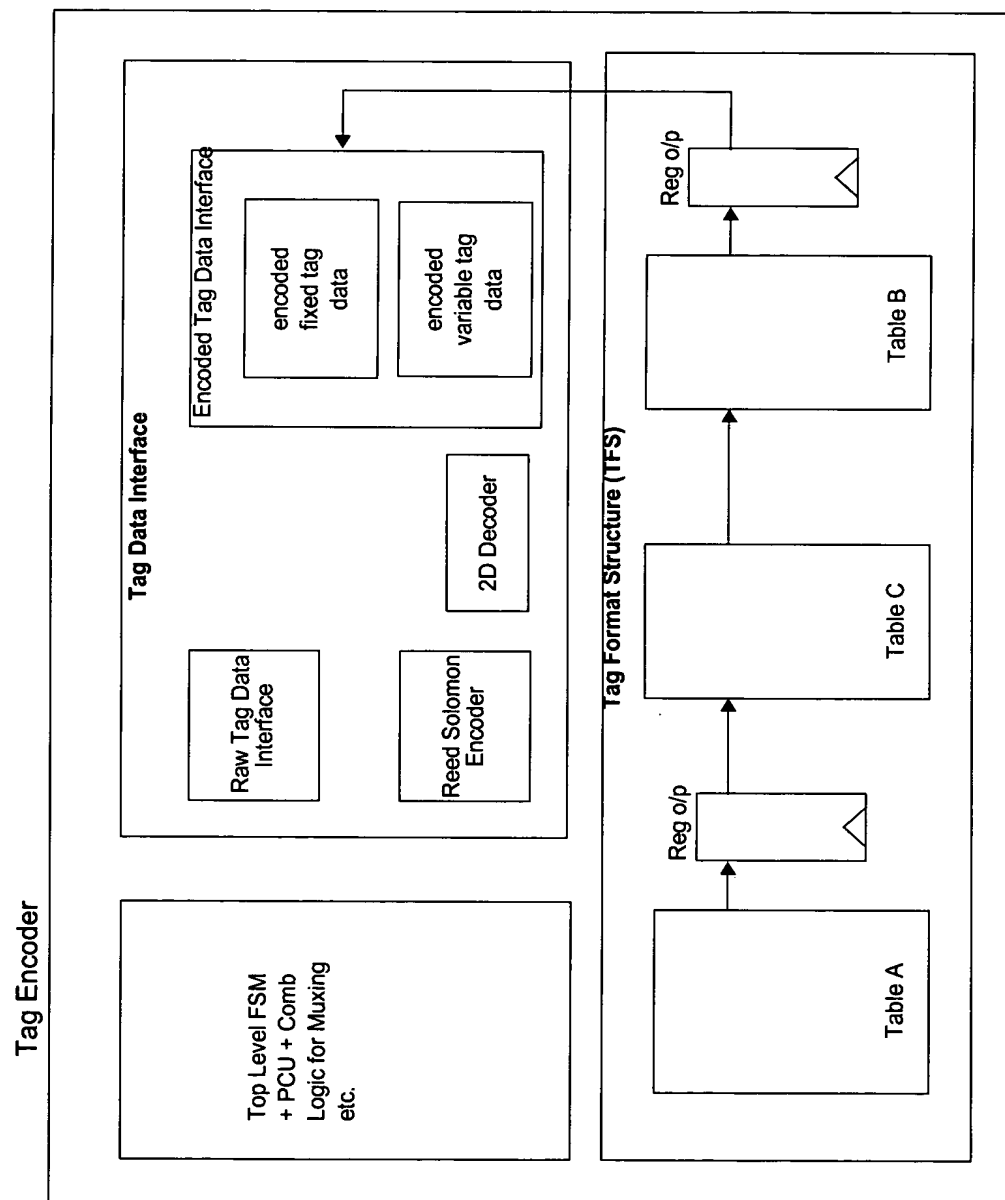 Tag Encoder
Top Level FSM
+ PCU + Comb
Logic for Muxing
etc.
Tag Data Interface
Raw Tag Data
Interface
Reed Solomon
Encoder
2D Decoder
Encoded Tag Data Interface
encoded
fixed tag
data
encoded
variable tag
data
Tag Format Structure (TFS)
Table A
Reg o/p
Table C
Table B
Reg o/p